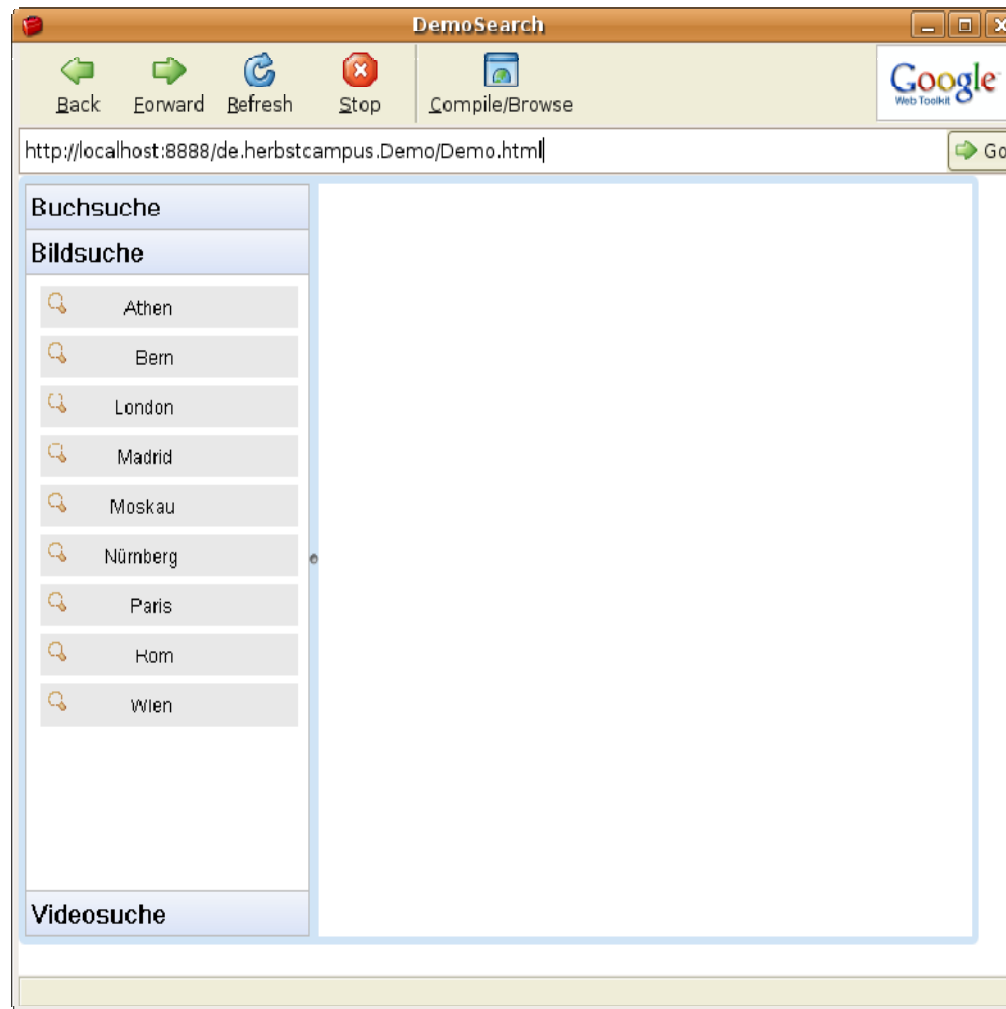 DemoSearch
Back Forward Refresh Stop Compile/Browse
Google
Web Toolkit
http://localhost:8888/de.herbstcampus.Demo/Demo.html
Go
Buchsuche
Bildsuche
Athen
Bern
London
Madrid
Moskau
Nürnberg
Paris
Rom
Wien
Videosuche